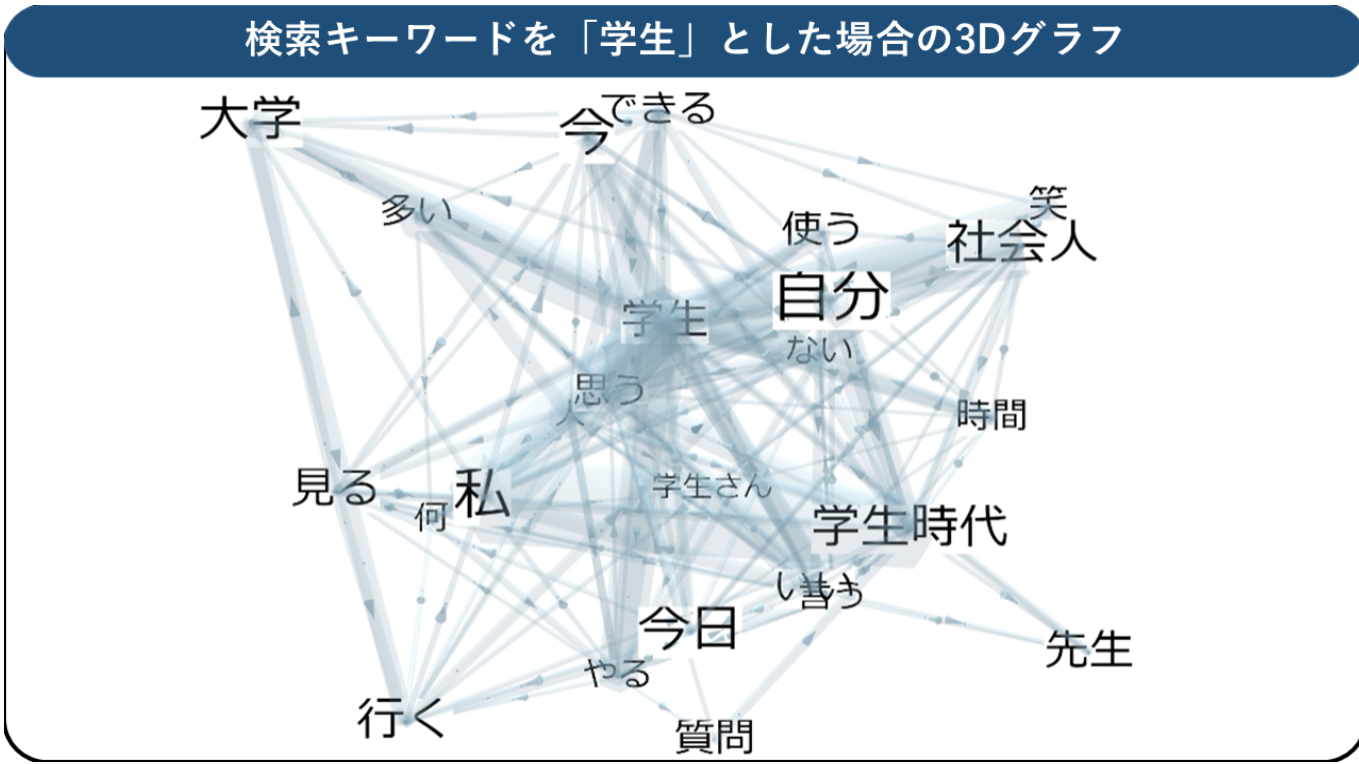 検索キーワードを「学生」とした場合の3Dグラフ
大学
今
できる
多い
笑
使う
社会人
自分
学生
ない
思う
人
時間
見る
私
何
学生さん
学生時代
言う
今日
先生
やる
行く
質問